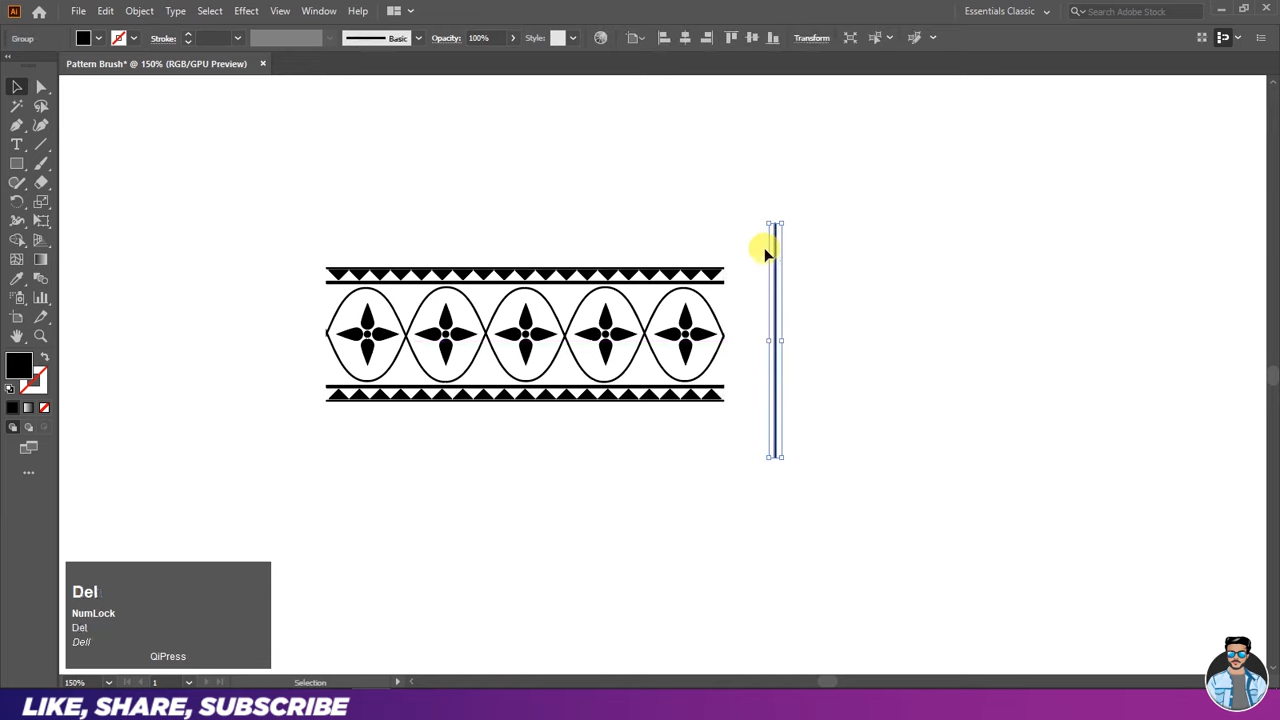 Ai File Edit Object Type Select Effect View Window Help Essentials Classic Search Adobe Stock
Group Stroke: Basic Opacity: 100% Style: Transform
Pattern Brush* @ 150% (RGB/GPU Preview)
Del
NumLock
Del
Dell
QiPress
150% 1 Selection
LIKE, SHARE, SUBSCRIBE